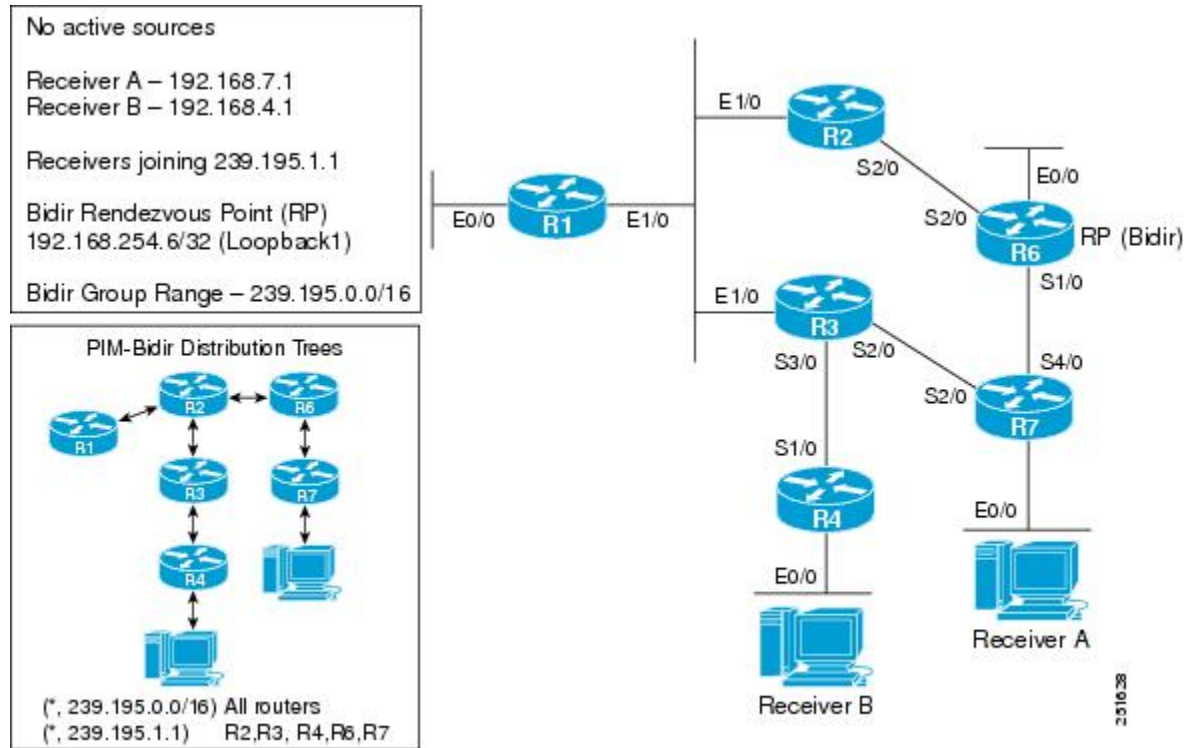 No active sources
Receiver A – 192.168.7.1
Receiver B – 192.168.4.1
Receivers joining 239.195.1.1
Bidir Rendezvous Point (RP)
192.168.254.6/32 (Loopback1)
Bidir Group Range – 239.195.0.0/16
PIM-Bidir Distribution Trees
R1
R2
R6
R3
R7
R4
(*, 239.195.0.0/16) All routers
(*, 239.195.1.1) R2,R3, R4,R6,R7
E0/0
R1
E1/0
E1/0
R2
S2/0
E0/0
S2/0
R6
RP (Bidir)
S1/0
E1/0
R3
S3/0
S2/0
S4/0
S2/0
R7
S1/0
R4
E0/0
E0/0
Receiver A
Receiver B
251638